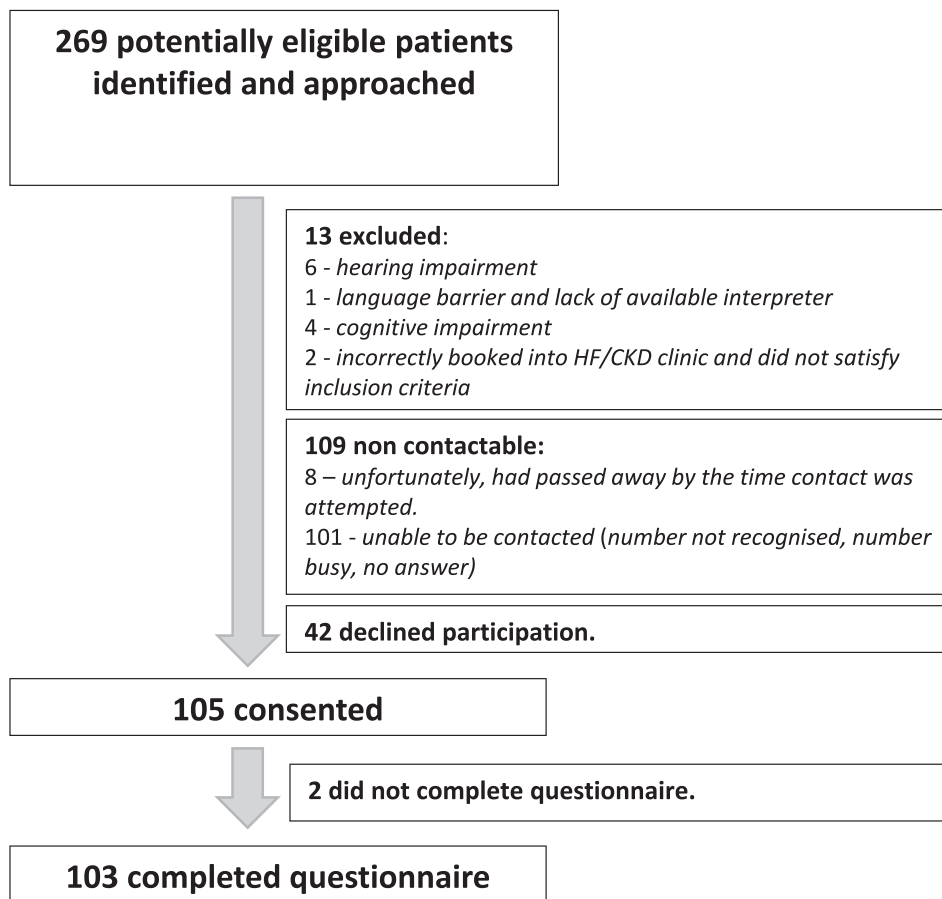 269 potentially eligible patients
identified and approached
13 excluded:
6 - hearing impairment
1 - language barrier and lack of available interpreter
4 - cognitive impairment
2 - incorrectly booked into HF/CKD clinic and did not satisfy
inclusion criteria
109 non contactable:
8 – unfortunately, had passed away by the time contact was
attempted.
101 - unable to be contacted (number not recognised, number
busy, no answer)
42 declined participation.
105 consented
2 did not complete questionnaire.
103 completed questionnaire